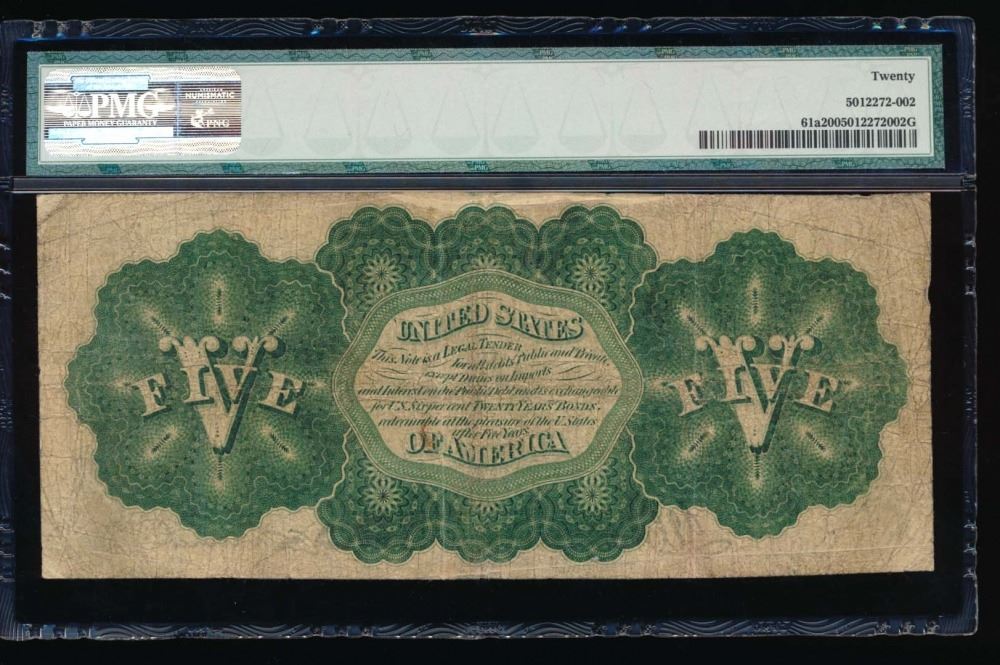 PMG
PAPER MONEY GUARANTY
NUMISMATIC
PNG
Twenty
5012272-002
61a2005012272002G
UNITED STATES
This Note is a LEGAL TENDER
for all debts Public and Private
except Duties on Imports
and Interest on the Public Debt, and is exchangeable
for U.S. Six per cent TWENTY YEARS BONDS,
redeemable at the pleasure of the U. States
after Five Years.
OF AMERICA
FIVE
FIVE